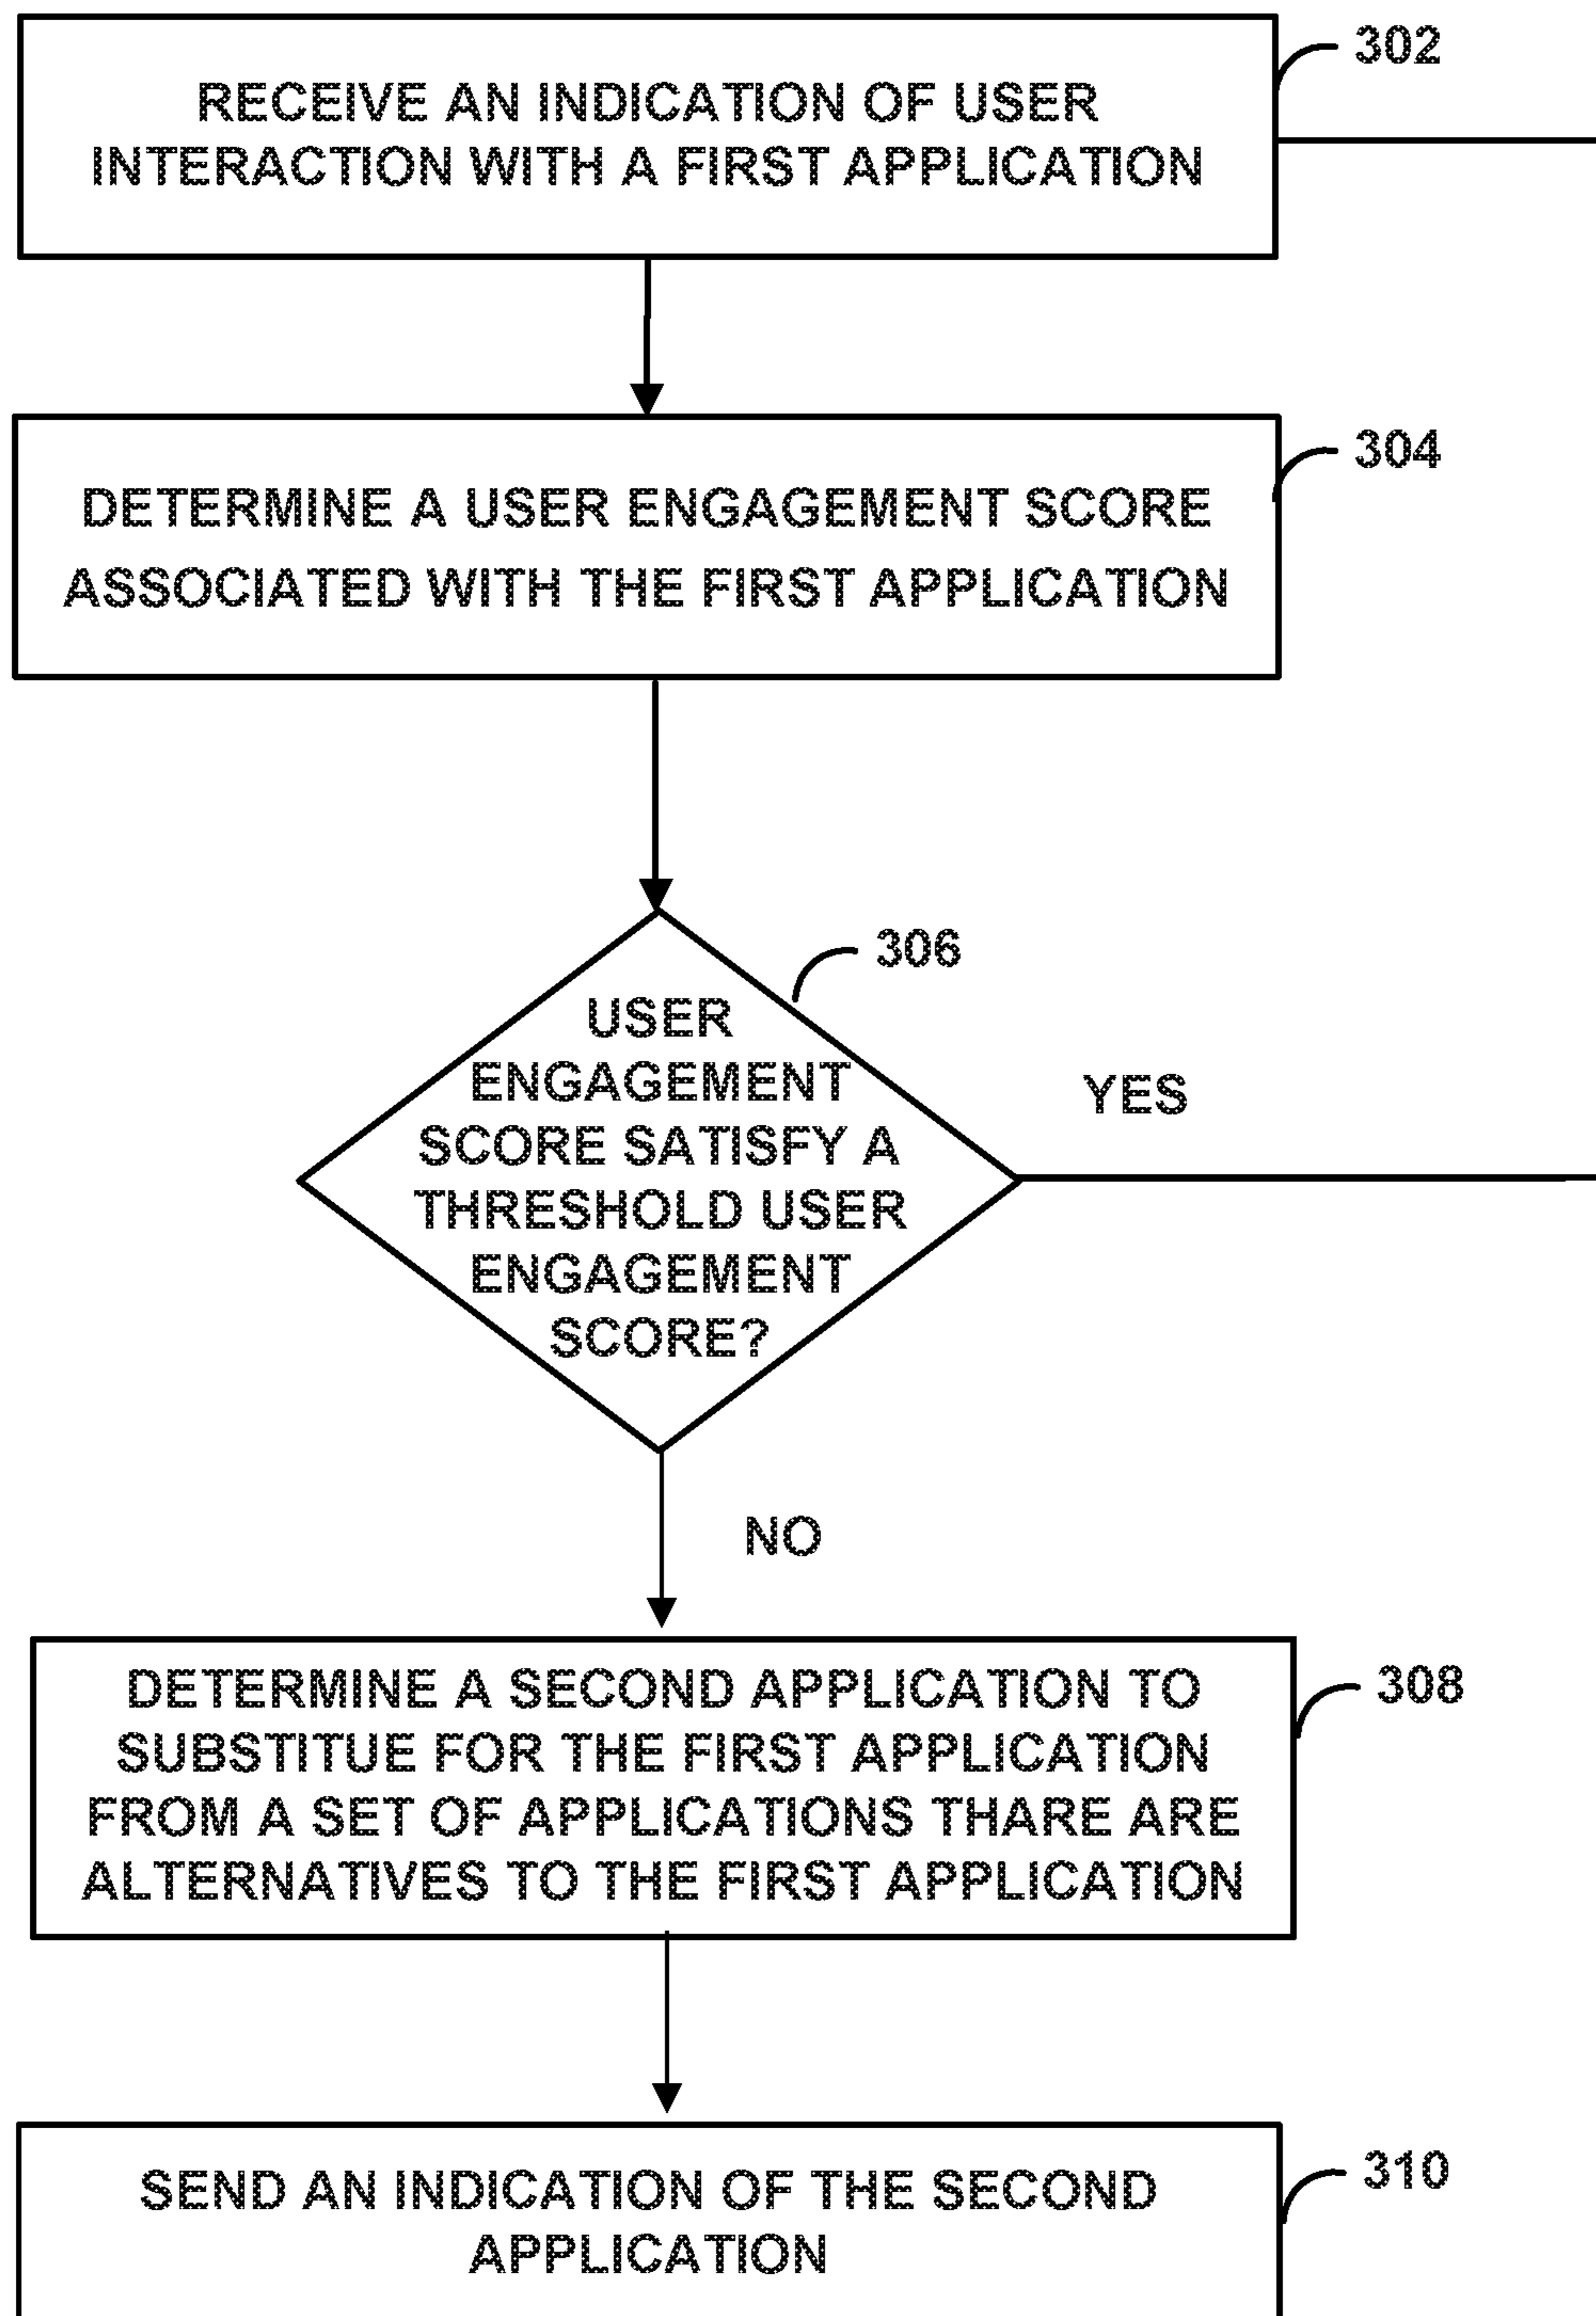 302
RECEIVE AN INDICATION OF USER
INTERACTION WITH A FIRST APPLICATION
304
DETERMINE A USER ENGAGEMENT SCORE
ASSOCIATED WITH THE FIRST APPLICATION
306
USER
ENGAGEMENT
SCORE SATISFY A
THRESHOLD USER
ENGAGEMENT
SCORE?
YES
NO
308
DETERMINE A SECOND APPLICATION TO
SUBSTITUE FOR THE FIRST APPLICATION
FROM A SET OF APPLICATIONS THARE ARE
ALTERNATIVES TO THE FIRST APPLICATION
310
SEND AN INDICATION OF THE SECOND
APPLICATION